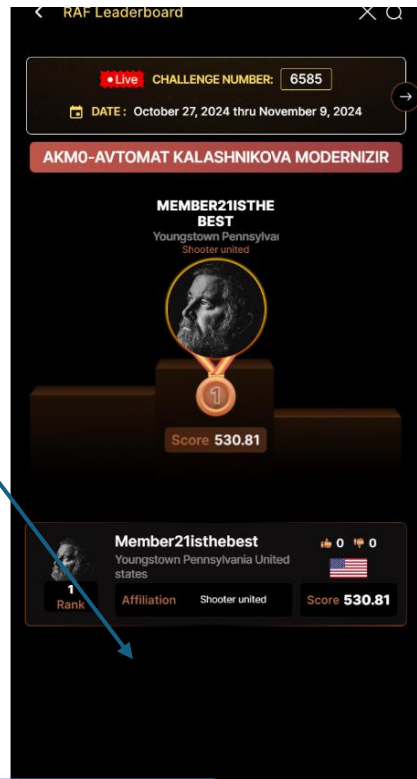 RAF Leaderboard
Live CHALLENGE NUMBER: 6585
DATE : October 27, 2024 thru November 9, 2024
AKM0-AVTOMAT KALASHNIKOVA MODERNIZIR
MEMBER21ISTHE
BEST
Youngstown Pennsylvai
Shooter united
1
Score 530.81
Member21isthebest
0 0
Youngstown Pennsylvania United
states
1
Rank
Affiliation Shooter united
Score 530.81